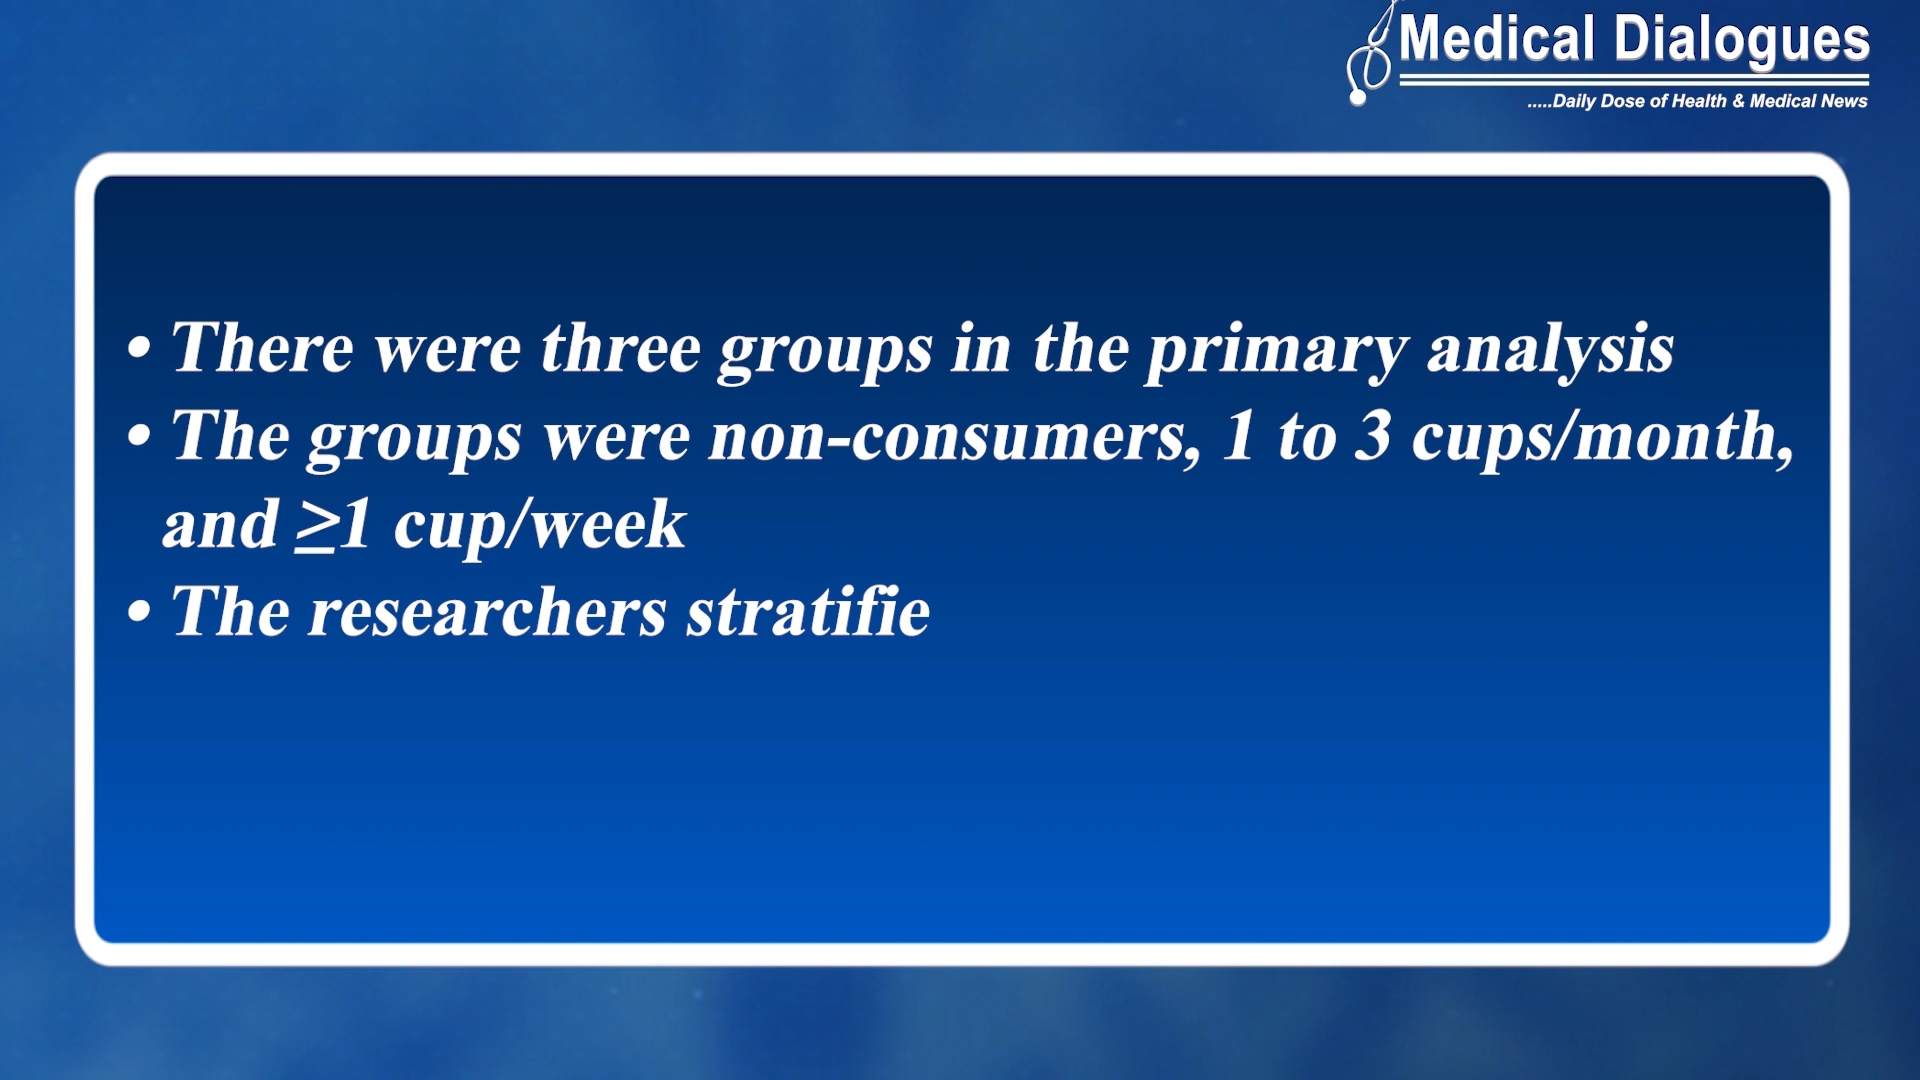 Medical Dialogues
.....Daily Dose of Health & Medical News
• There were three groups in the primary analysis
• The groups were non-consumers, 1 to 3 cups/month,
and ≥1 cup/week
• The researchers stratifie